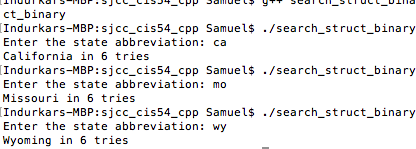 [Indurkars-MBP:sjcc_cis54_cpp Samuel$ g++ search_struct_bina
ct_binary
[Indurkars-MBP:sjcc_cis54_cpp Samuel$ ./search_struct_binary
Enter the state abbreviation: ca
California in 6 tries
[Indurkars-MBP:sjcc_cis54_cpp Samuel$ ./search_struct_binary
Enter the state abbreviation: mo
Missouri in 6 tries
[Indurkars-MBP:sjcc_cis54_cpp Samuel$ ./search_struct_binary
Enter the state abbreviation: wy
Wyoming in 6 tries